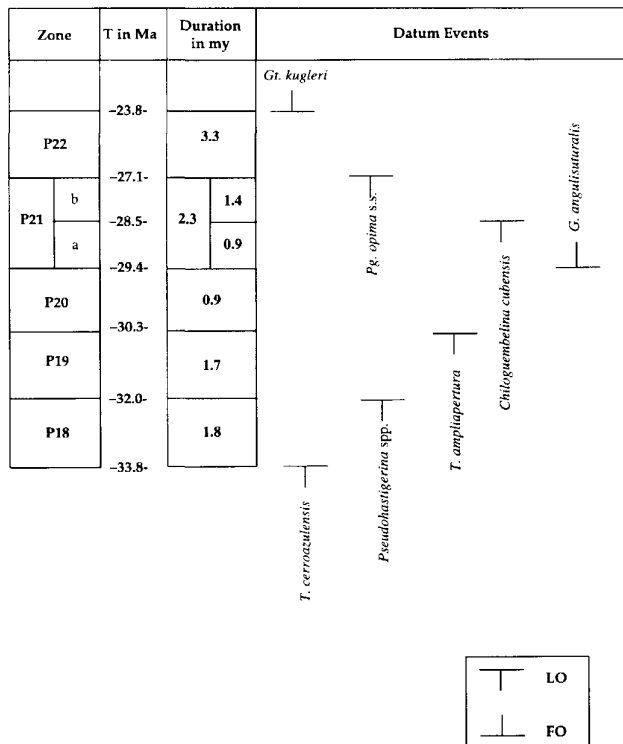 Zone
T in Ma
Duration
in my
Datum Events
Gt. kugleri
–23.8-
P22
3.3
–27.1-
P21
b
a
2.3
1.4
0.9
–28.5-
–29.4-
Pg. opima s.s.
G. angulisuturalis
Chiloguembelina cubensis
P20
0.9
–30.3-
P19
1.7
T. ampliapertura
–32.0-
P18
1.8
Pseudohastigerina spp.
–33.8-
T. cerroazulensis
LO
FO